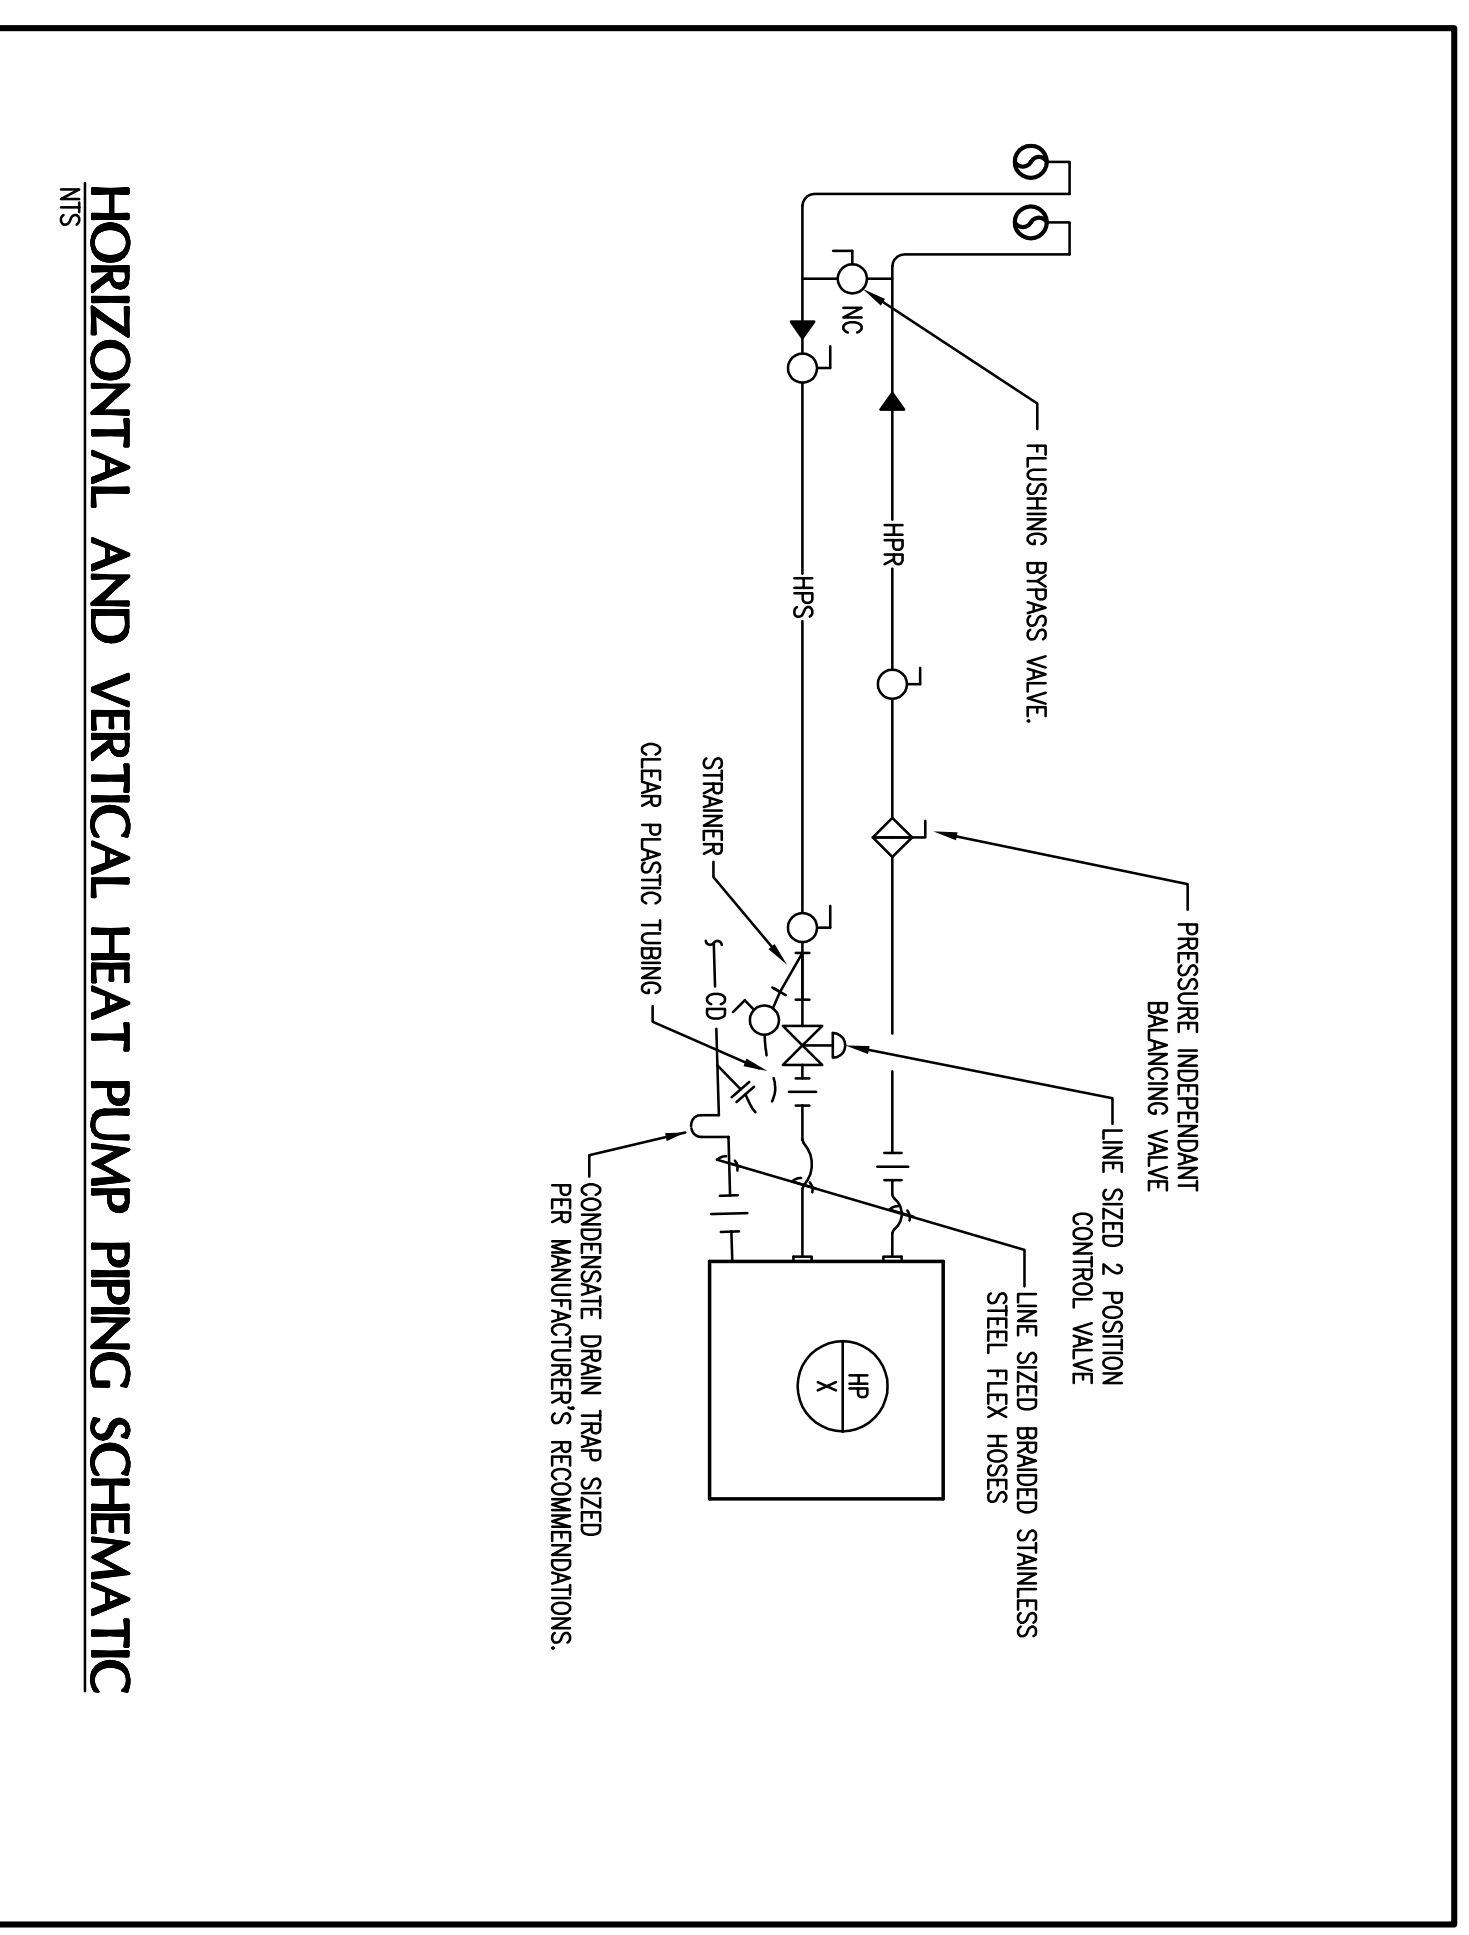 PRESSURE INDEPENDANT
BALANCING VALVE
LINE SIZED 2 POSITION
CONTROL VALVE
FLUSHING BYPASS VALVE.
LINE SIZED BRAIDED STAINLESS
STEEL FLEX HOSES
HPR
NC
HPS
HP
X
STRAINER
CD
CLEAR PLASTIC TUBING
CONDENSATE DRAIN TRAP SIZED
PER MANUFACTURER'S RECOMMENDATIONS.
HORIZONTAL AND VERTICAL HEAT PUMP PIPING SCHEMATIC
NTS